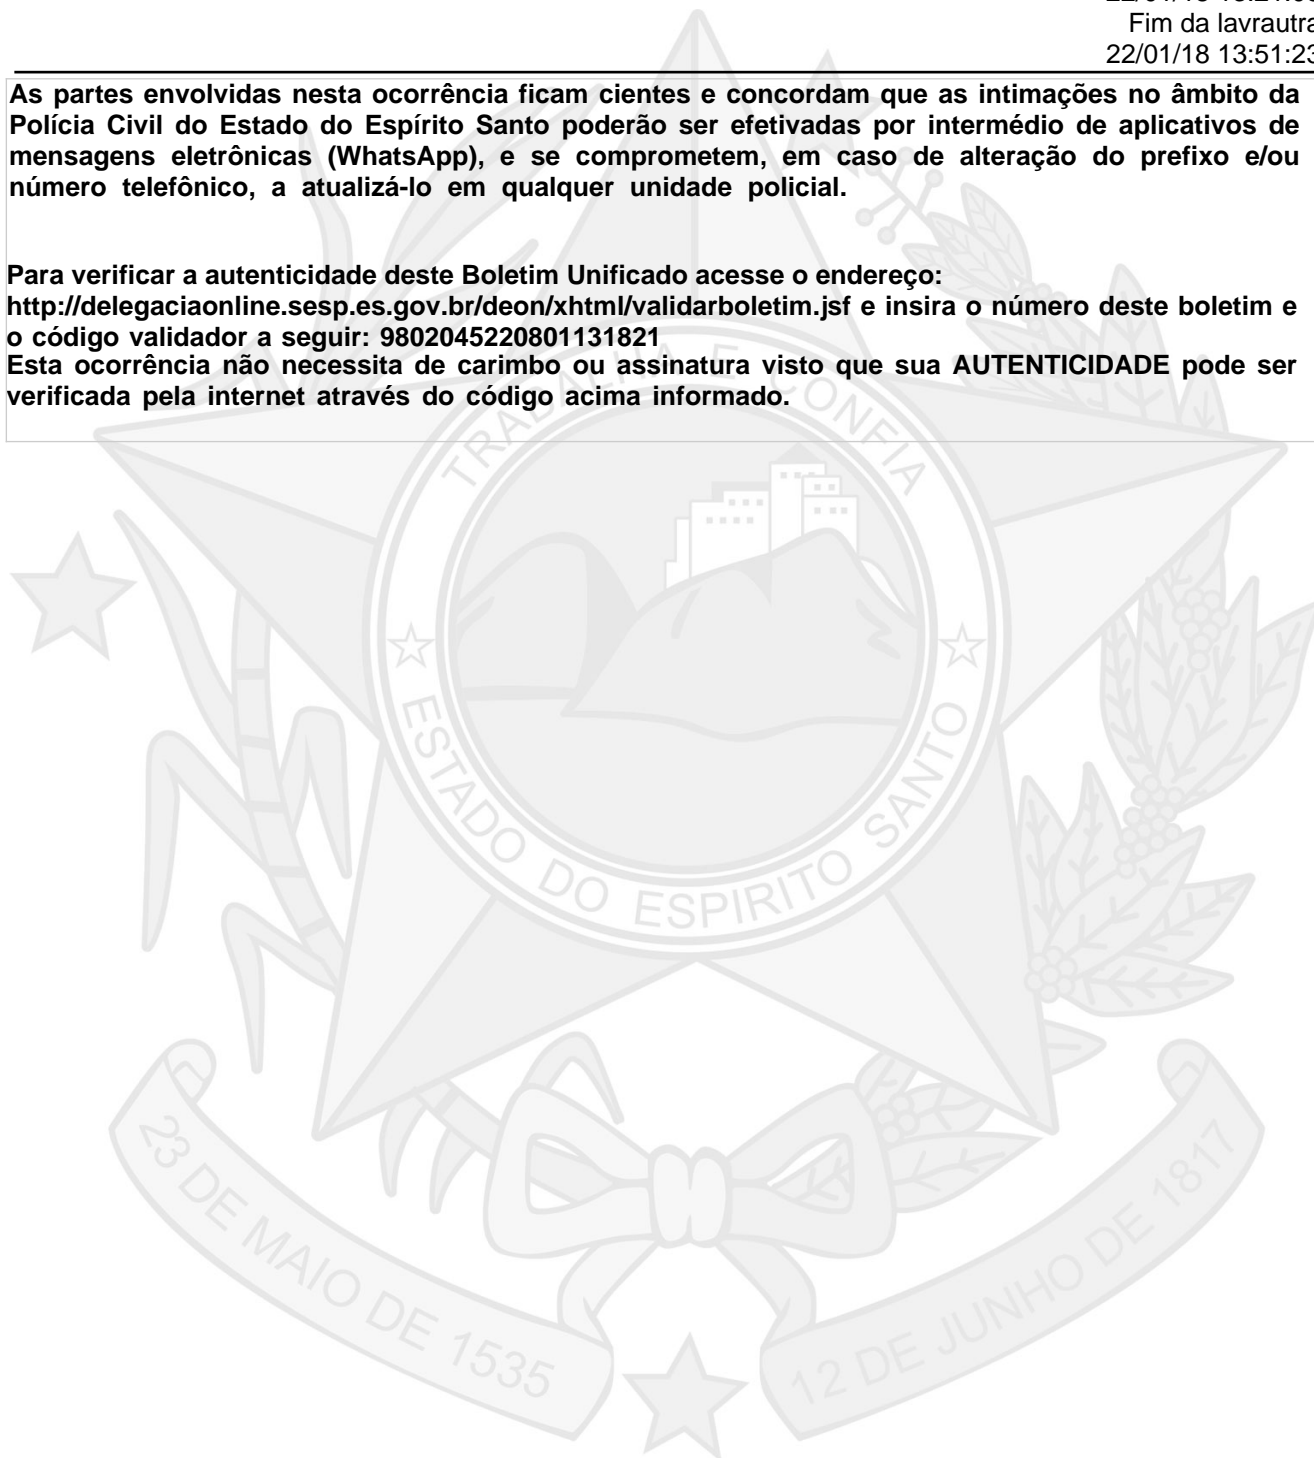 Fim da lavrautra
22/01/18 13:51:23
As partes envolvidas nesta ocorrência ficam cientes e concordam que as intimações no âmbito da
Polícia Civil do Estado do Espírito Santo poderão ser efetivadas por intermédio de aplicativos de
mensagens eletrônicas (WhatsApp), e se comprometem, em caso de alteração do prefixo e/ou
número telefônico, a atualizá-lo em qualquer unidade policial.
Para verificar a autenticidade deste Boletim Unificado acesse o endereço:
http://delegaciaonline.sesp.es.gov.br/deon/xhtml/validarboletim.jsf e insira o número deste boletim e
o código validador a seguir: 9802045220801131821
Esta ocorrência não necessita de carimbo ou assinatura visto que sua AUTENTICIDADE pode ser
verificada pela internet através do código acima informado.
TRABALHA E CONFIA
ESTADO DO ESPIRITO SANTO
23 DE MAIO DE 1535
12 DE JUNHO DE 1817